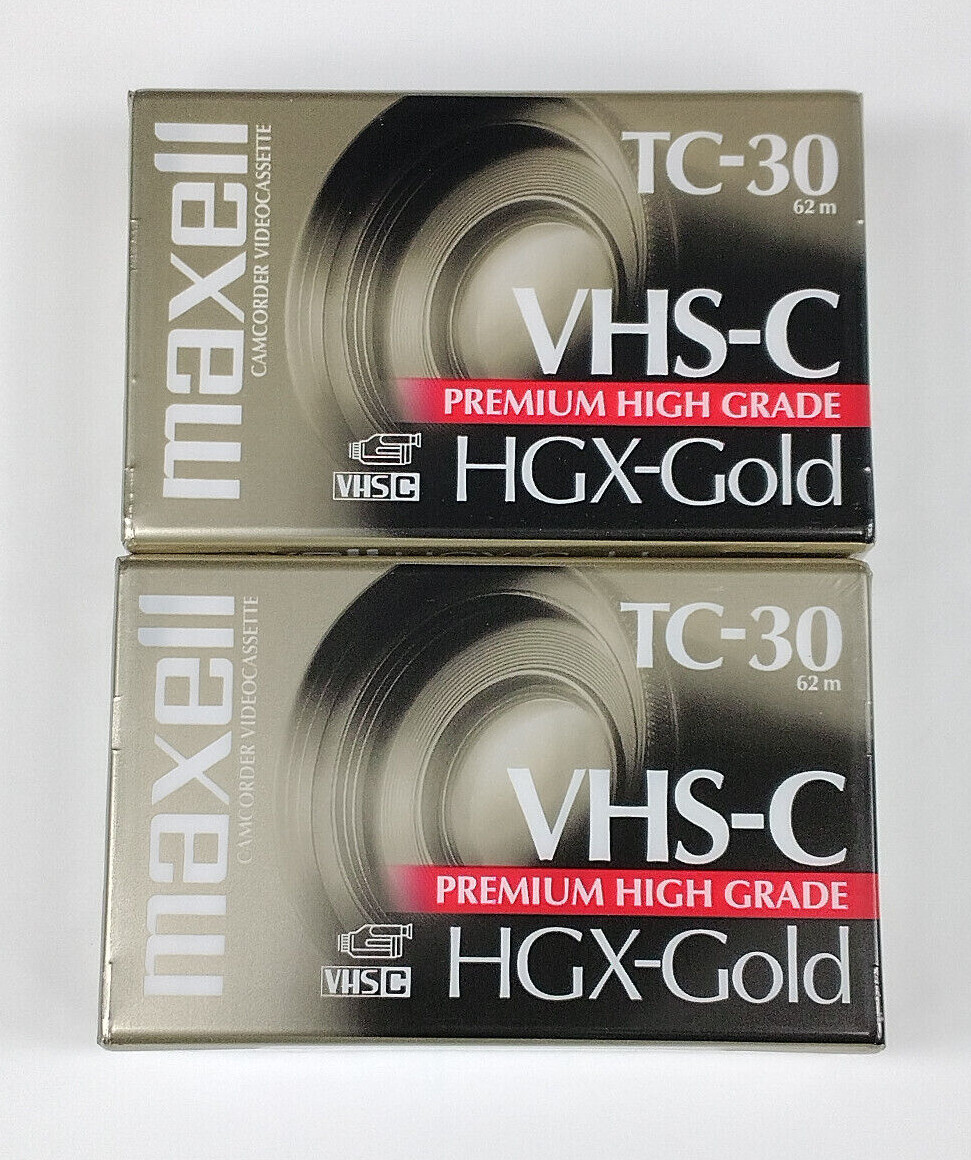 maxell
CAMCORDER VIDEOCASSETTE
TC-30
62 m
VHS-C
PREMIUM HIGH GRADE
VHS C
HGX-Gold
maxell
CAMCORDER VIDEOCASSETTE
TC-30
62 m
VHS-C
PREMIUM HIGH GRADE
VHS C
HGX-Gold